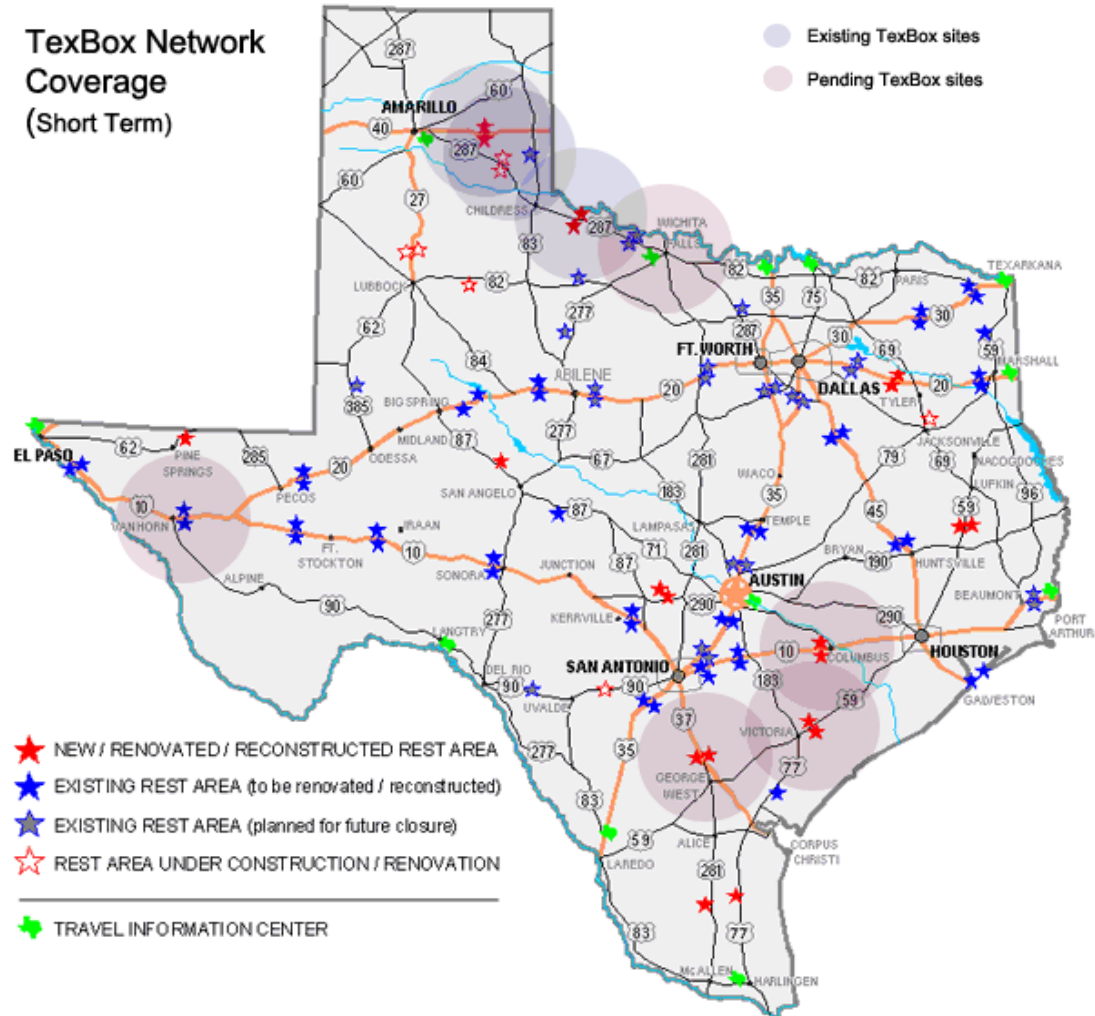 TexBox Network
Coverage
(Short Term)
Existing TexBox sites
Pending TexBox sites
287
60
AMARILLO
40
287
60
27
CHILDRESS
287
WICHITA
FALLS
83
82
LUBBOCK
82
277
35
75
82
PARIS
TEXARKANA
30
62
287
FT. WORTH
30
69
59
MARSHALL
84
ABILENE
20
DALLAS
20
TYLER
385
BIG SPRING
MIDLAND
87
277
JACKSONVILLE
EL PASO
62
PINE
SPRINGS
285
20
ODESSA
67
281
WACO
79
69
NACOGDOCHES
LUFKIN
96
PECOS
SAN ANGELO
183
35
45
59
10
VANHORN
IRAAN
87
LAMPASAS
TEMPLE
FT.
STOCKTON
10
71
281
BRYAN
190
HUNTSVILLE
SONORA
JUNCTION
87
AUSTIN
ALPINE
90
290
BEAUMONT
KERRVILLE
290
PORT
ARTHUR
LANGTRY
277
10
COLUMBUS
HOUSTON
DEL RIO
SAN ANTONIO
90
UVALDE
90
183
59
GALVESTON
37
VICTORIA
35
277
GEORGE
WEST
77
83
59
ALICE
CORPUS
CHRISTI
LAREDO
281
83
77
McALLEN
HARLINGEN
NEW / RENOVATED / RECONSTRUCTED REST AREA
EXISTING REST AREA (to be renovated / reconstructed)
EXISTING REST AREA (planned for future closure)
REST AREA UNDER CONSTRUCTION / RENOVATION
TRAVEL INFORMATION CENTER